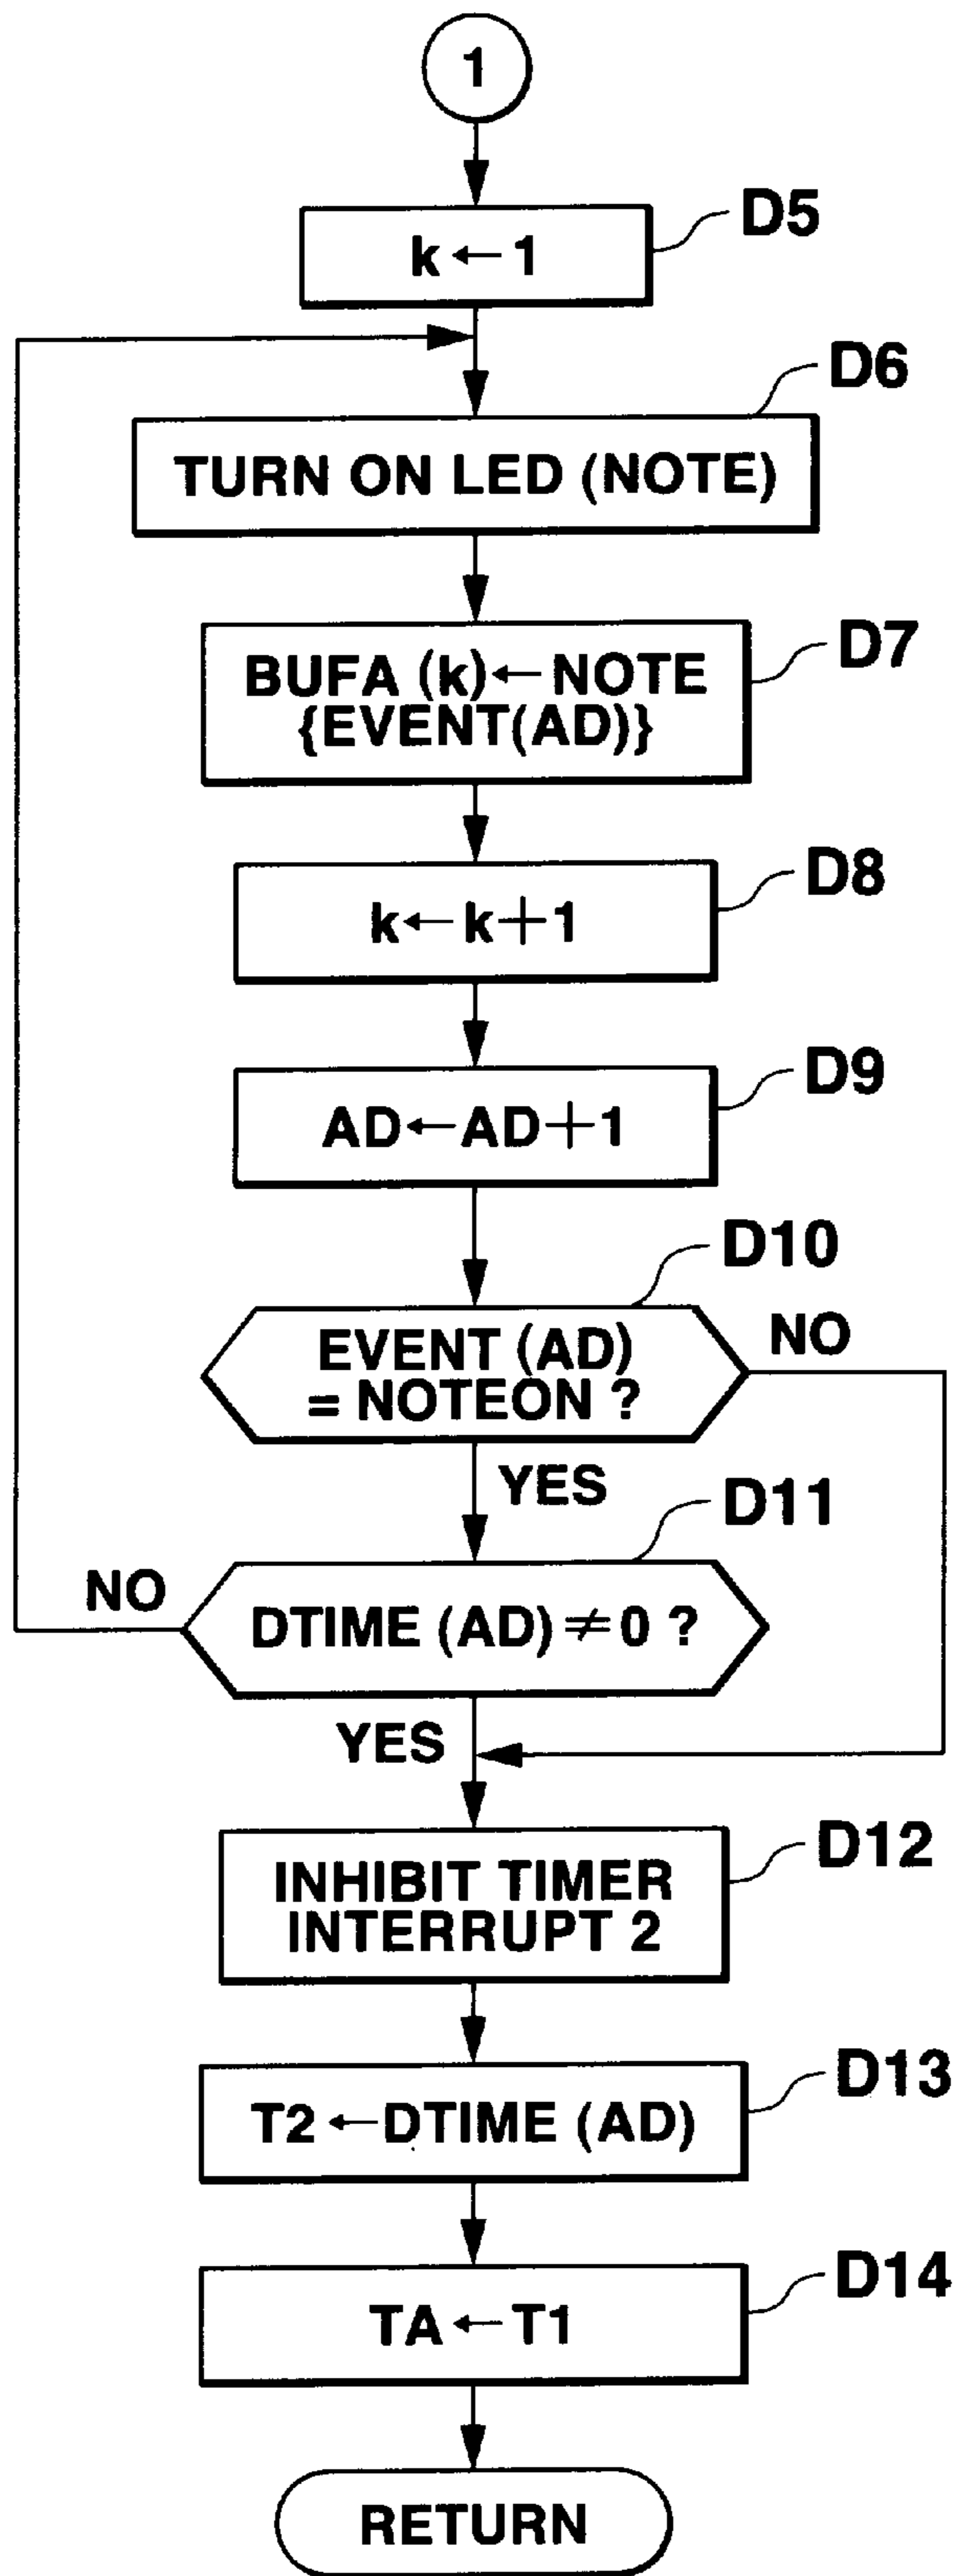 1
D5
k←1
D6
TURN ON LED (NOTE)
D7
BUFA (k)←NOTE
{EVENT(AD)}
D8
k←k+1
D9
AD←AD+1
D10
EVENT (AD)
= NOTEON ?
NO
YES
D11
NO
DTIME (AD)≠0 ?
YES
D12
INHIBIT TIMER
INTERRUPT 2
D13
T2←DTIME (AD)
D14
TA←T1
RETURN